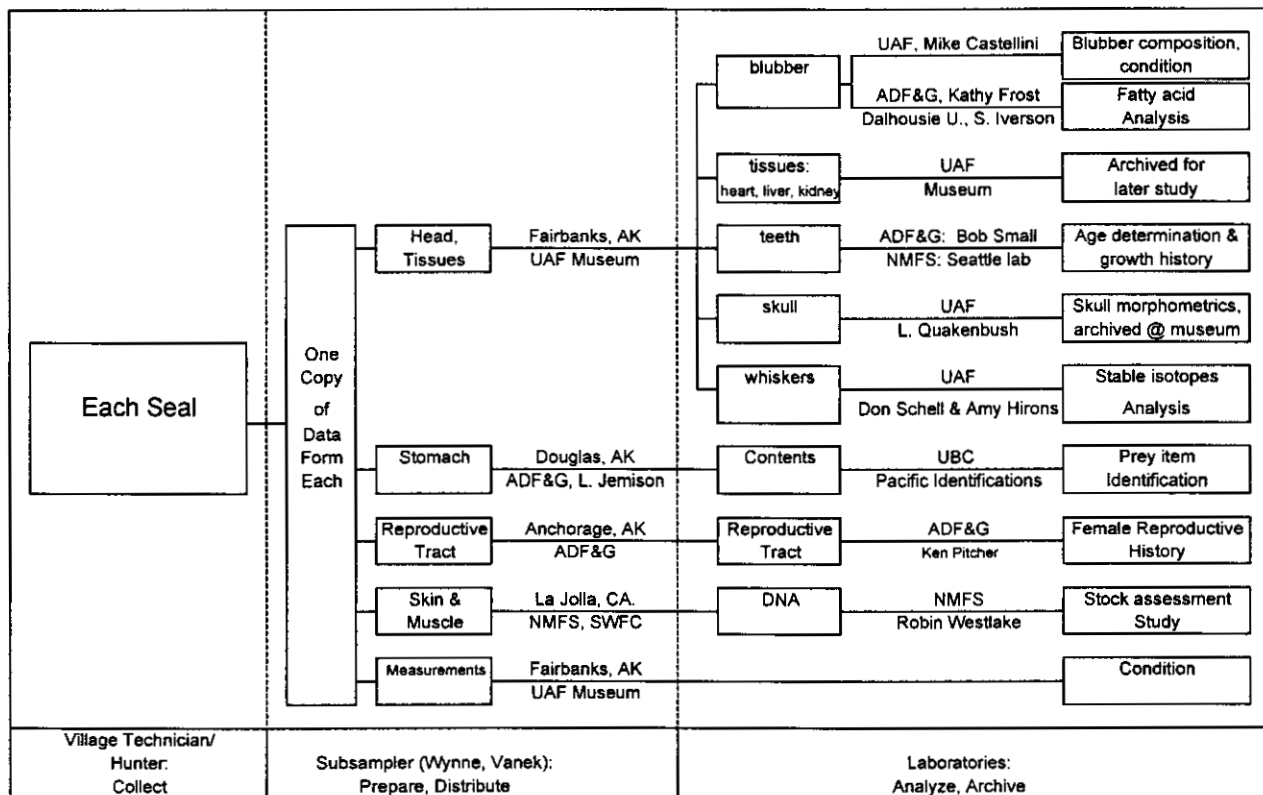 Each Seal
One
Copy
of
Data
Form
Each
Head,
Tissues
Fairbanks, AK
UAF Museum
blubber
UAF, Mike Castellini
Blubber composition,
condition
ADF&G, Kathy Frost
Dalhousie U., S. Iverson
Fatty acid
Analysis
tissues:
heart, liver, kidney
UAF
Museum
Archived for
later study
teeth
ADF&G: Bob Small
NMFS: Seattle lab
Age determination &
growth history
skull
UAF
L. Quakenbush
Skull morphometrics,
archived @ museum
whiskers
UAF
Don Schell & Amy Hirons
Stable isotopes
Analysis
Stomach
Douglas, AK
ADF&G, L. Jemison
Contents
UBC
Pacific Identifications
Prey item
Identification
Reproductive
Tract
Anchorage, AK
ADF&G
Reproductive
Tract
ADF&G
Ken Pitcher
Female Reproductive
History
Skin &
Muscle
La Jolla, CA.
NMFS, SWFC
DNA
NMFS
Robin Westlake
Stock assessment
Study
Measurements
Fairbanks, AK
UAF Museum
Condition
Village Technician/
Hunter:
Collect
Subsampler (Wynne, Vanek):
Prepare, Distribute
Laboratories:
Analyze, Archive